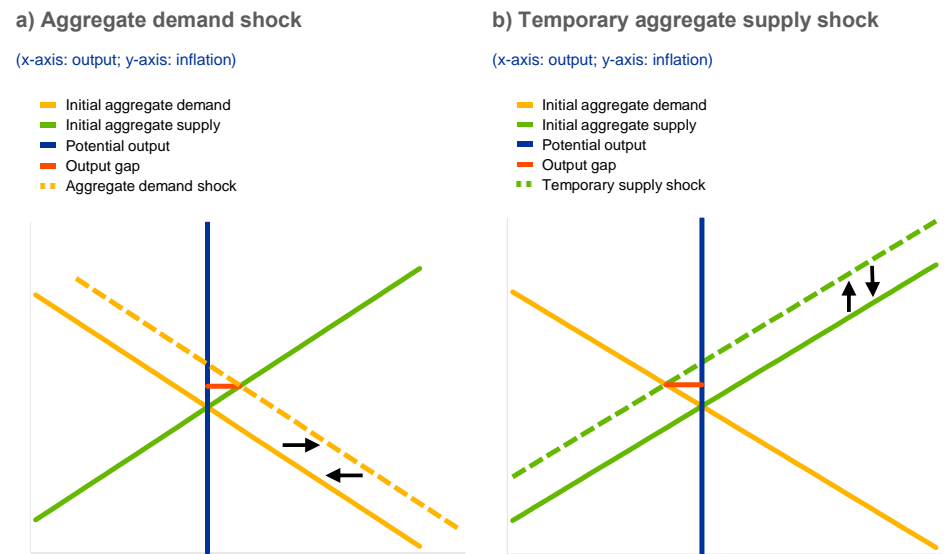 a) Aggregate demand shock
(x-axis: output; y-axis: inflation)
Initial aggregate demand
Initial aggregate supply
Potential output
Output gap
Aggregate demand shock
b) Temporary aggregate supply shock
(x-axis: output; y-axis: inflation)
Initial aggregate demand
Initial aggregate supply
Potential output
Output gap
Temporary supply shock